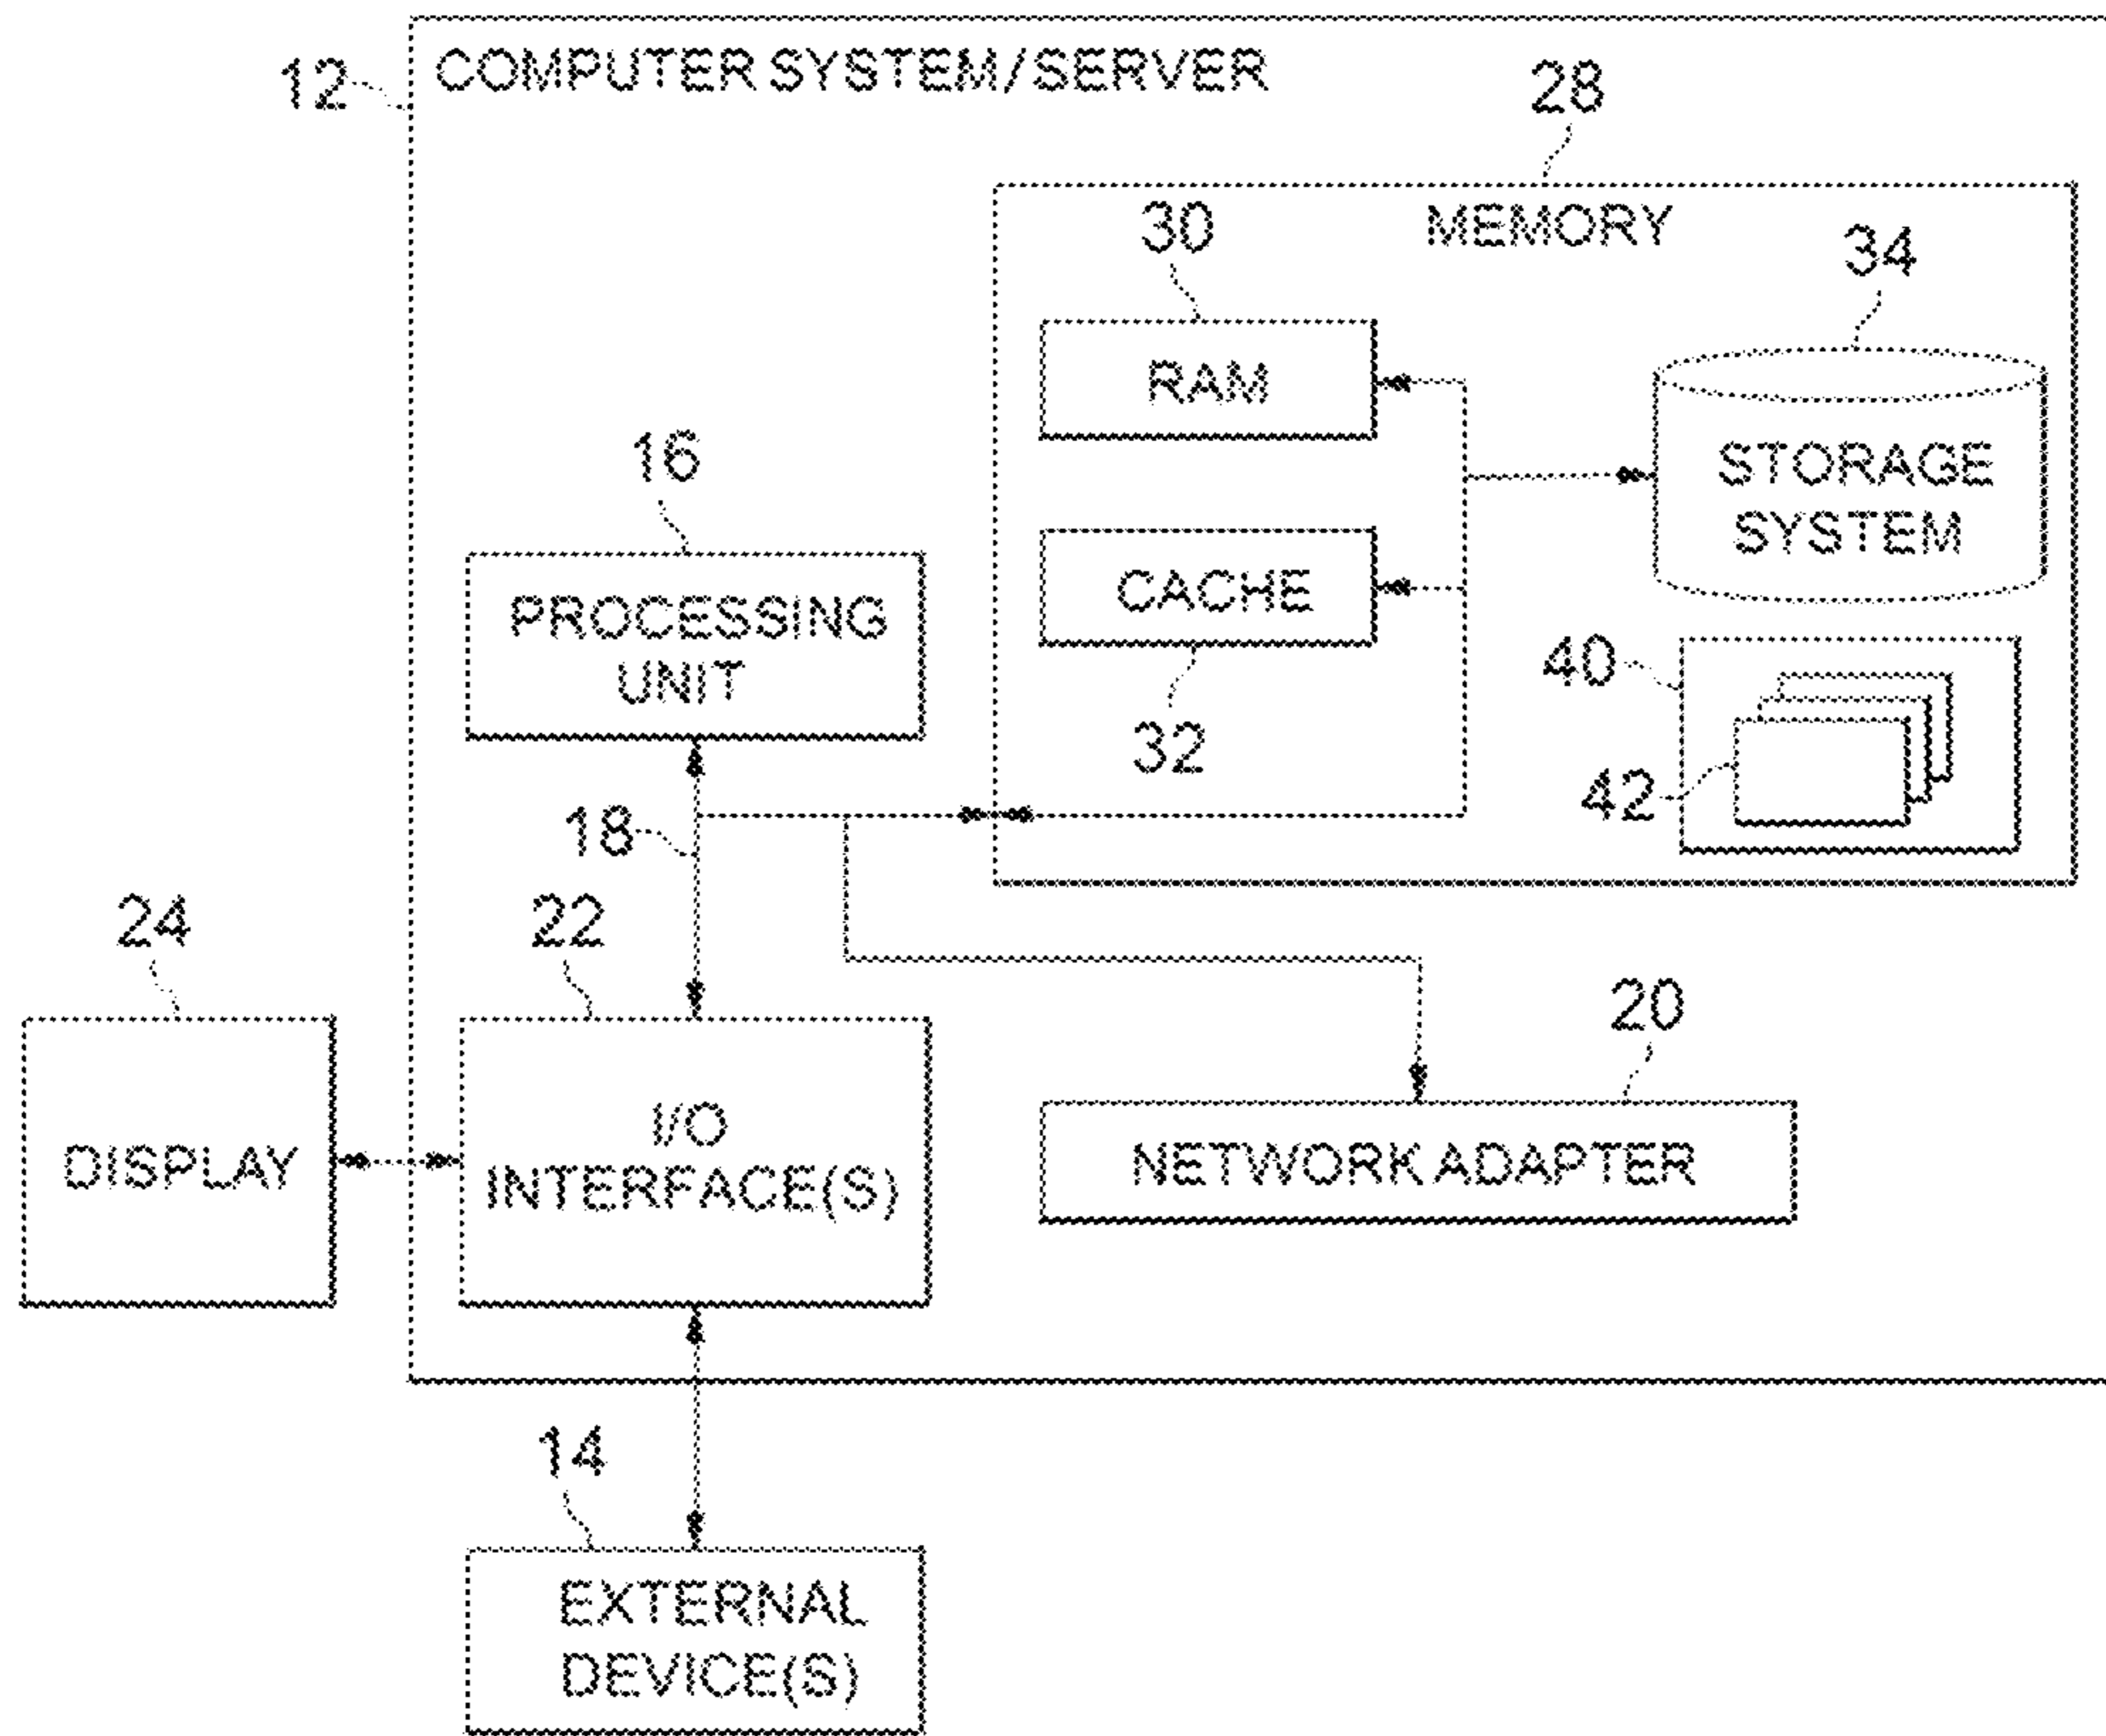 12
COMPUTER SYSTEM/SERVER
28
MEMORY
30
34
RAM
STORAGE
SYSTEM
16
PROCESSING
UNIT
CACHE
32
40
42
18
24
22
20
DISPLAY
I/O
INTERFACE(S)
NETWORK ADAPTER
14
EXTERNAL
DEVICE(S)